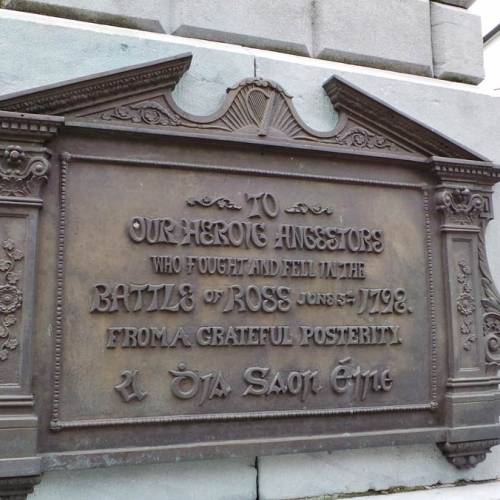 TO
OUR HEROIC ANCESTORS
WHO FOUGHT AND FELL IN THE
BATTLE OF ROSS JUNE 5TH 1798.
FROM A GRATEFUL POSTERITY.
A Ḋia Saor Éire